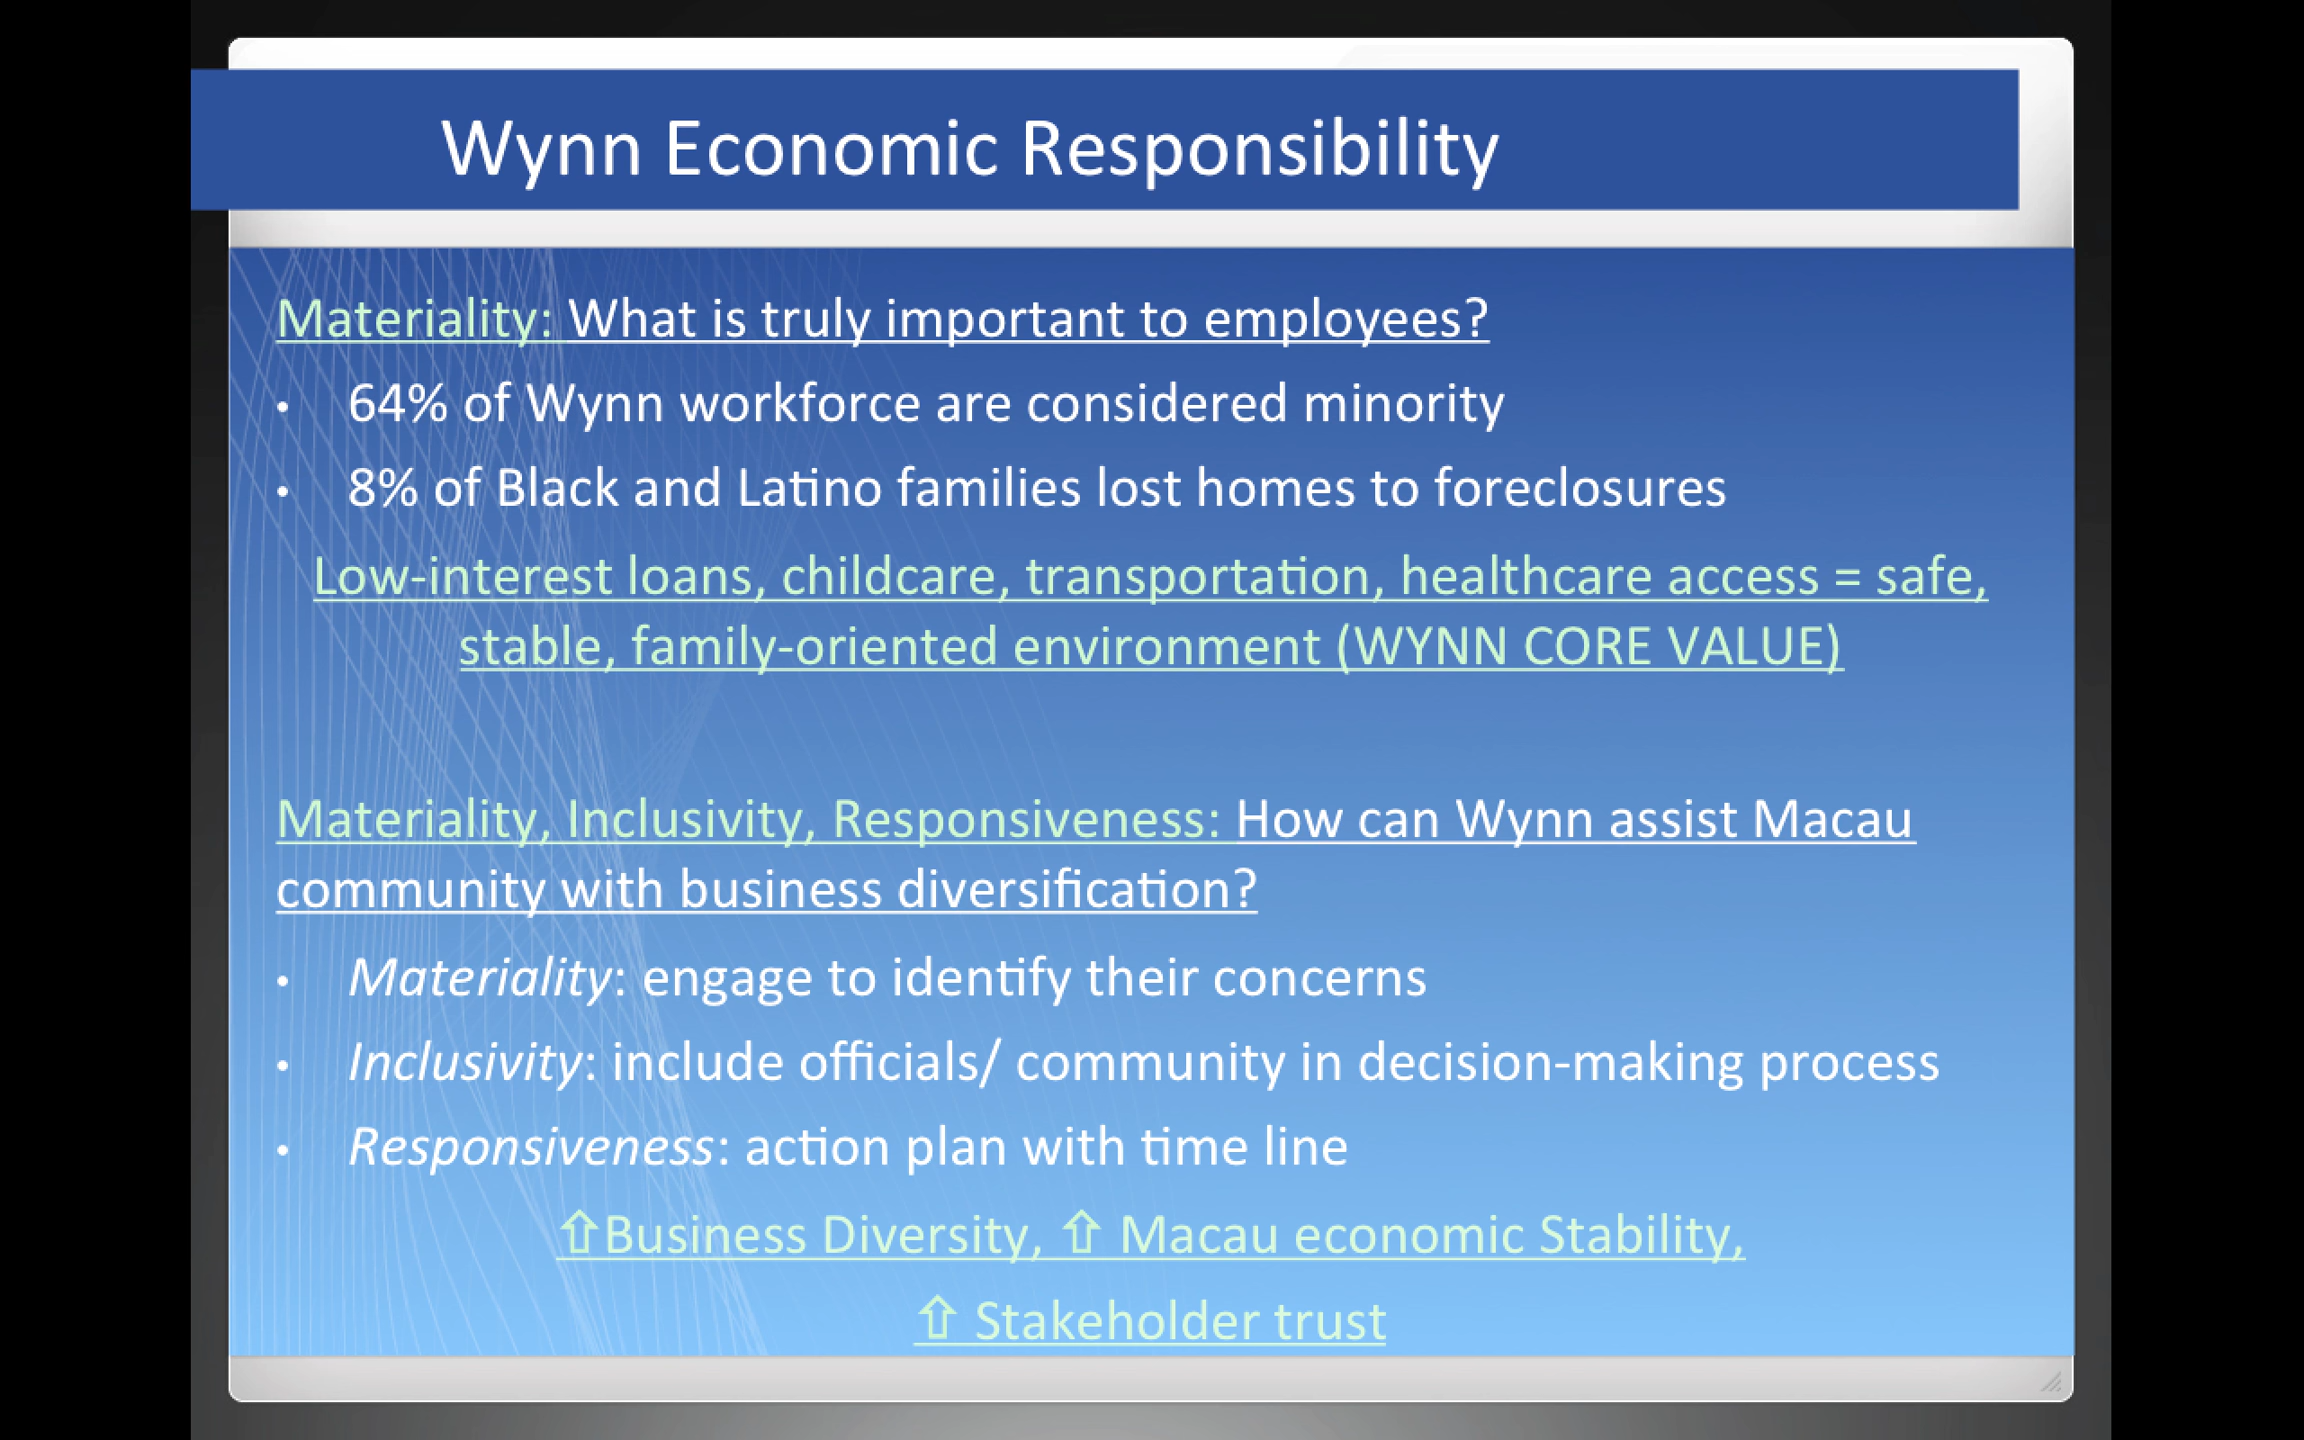 Wynn Economic Responsibility
Materiality: What is truly important to employees?
• 64% of Wynn workforce are considered minority
• 8% of Black and Latino families lost homes to foreclosures
Low-interest loans, childcare, transportation, healthcare access = safe,
stable, family-oriented environment (WYNN CORE VALUE)
Materiality, Inclusivity, Responsiveness: How can Wynn assist Macau
community with business diversification?
• Materiality: engage to identify their concerns
• Inclusivity: include officials/ community in decision-making process
• Responsiveness: action plan with time line
⇧Business Diversity, ⇧ Macau economic Stability,
⇧ Stakeholder trust